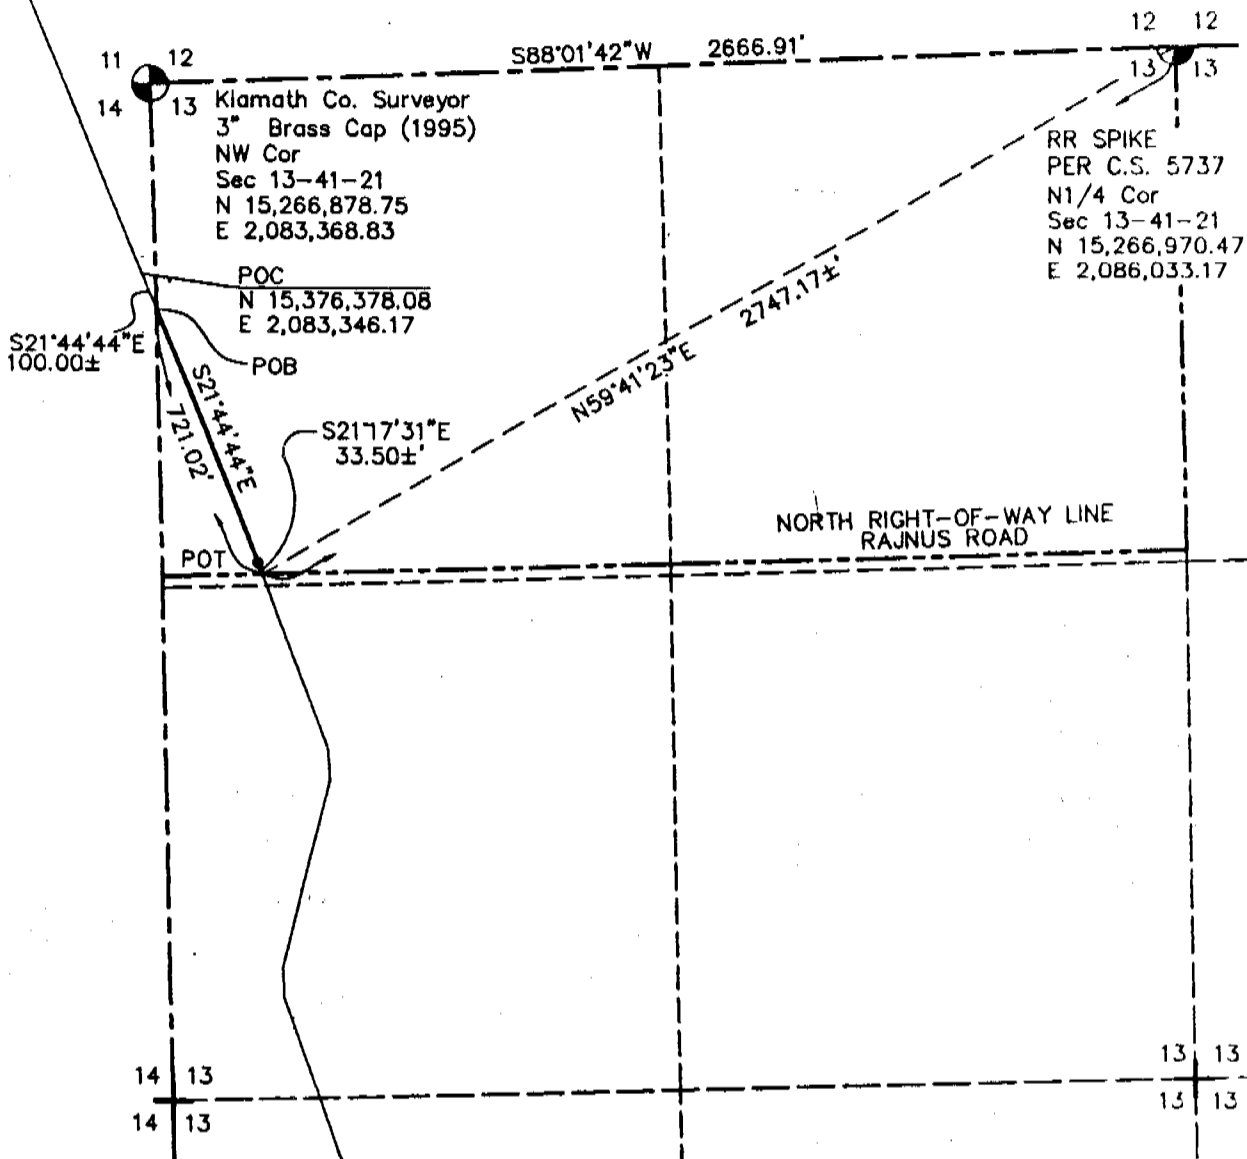 11 12
14 13
S88°01'42"W 2666.91'
12 12
13 13
Klamath Co. Surveyor
3" Brass Cap (1995)
NW Cor
Sec 13-41-21
N 15,266,878.75
E 2,083,368.83
RR SPIKE
PER C.S. 5737
N1/4 Cor
Sec 13-41-21
N 15,266,970.47
E 2,086,033.17
POC
N 15,376,378.08
E 2,083,346.17
S21°44'44"E
100.00±
POB
S21°44'44"E
721.02'
N59°41'23"E 2747.17±'
S21°17'31"E
33.50±'
POT
NORTH RIGHT-OF-WAY LINE
RAJNUS ROAD
14 13
14 13
13 13
13 13